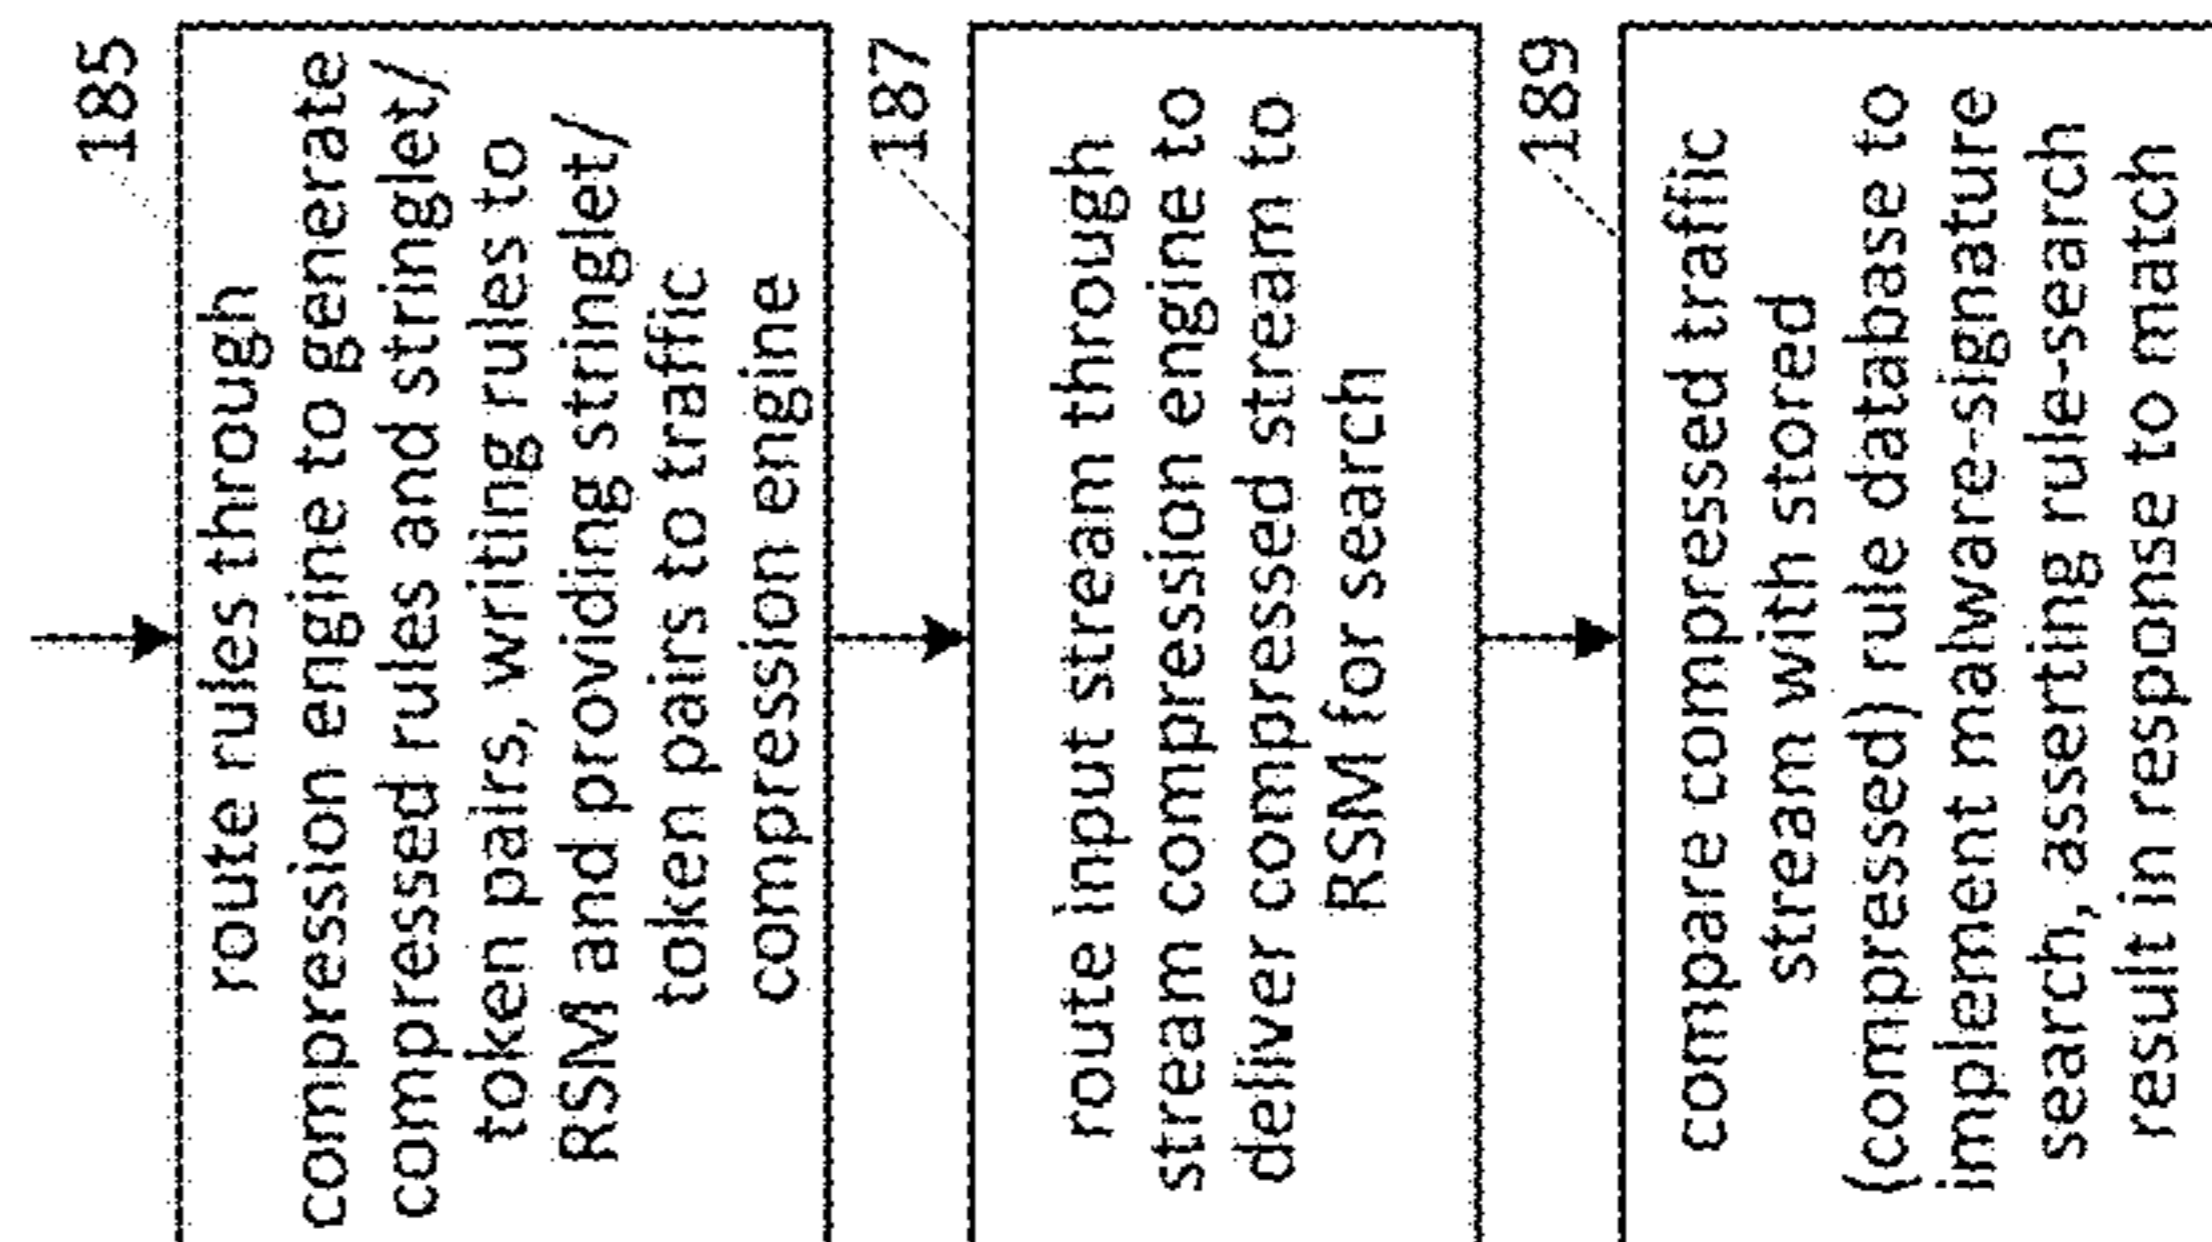 185
route rules through
compression engine to generate
compressed rules and stringlet/
token pairs, writing rules to
RSM and providing stringlet/
token pairs to traffic
compression engine
187
route input stream through
stream compression engine to
deliver compressed stream to
RSM for search
189
compare compressed traffic
stream with stored
(compressed) rule database to
implement malware-signature
search, asserting rule-search
result in response to match